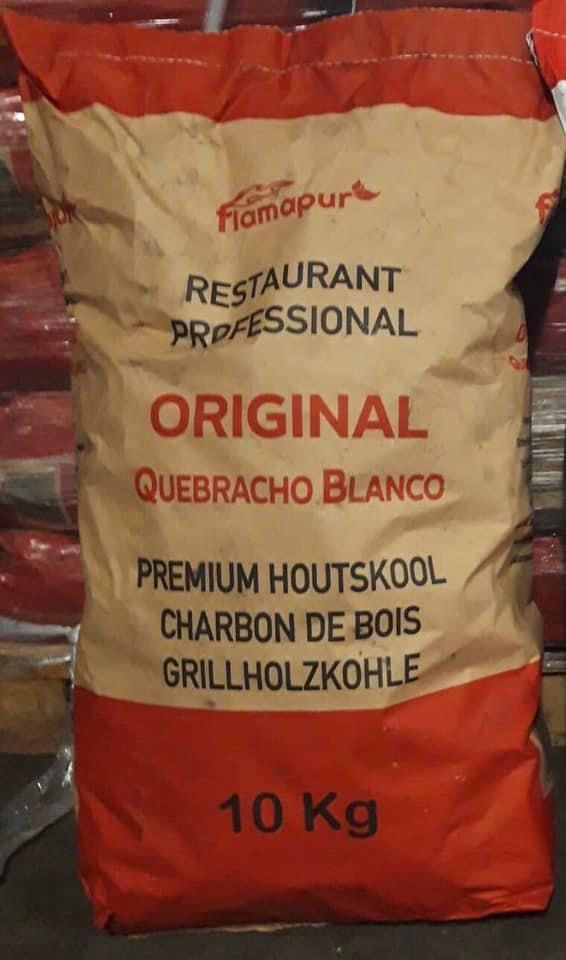 flamapur
RESTAURANT
PROFESSIONAL
ORIGINAL
QUEBRACHO BLANCO
PREMIUM HOUTSKOOL
CHARBON DE BOIS
GRILLHOLZKOHLE
10 Kg